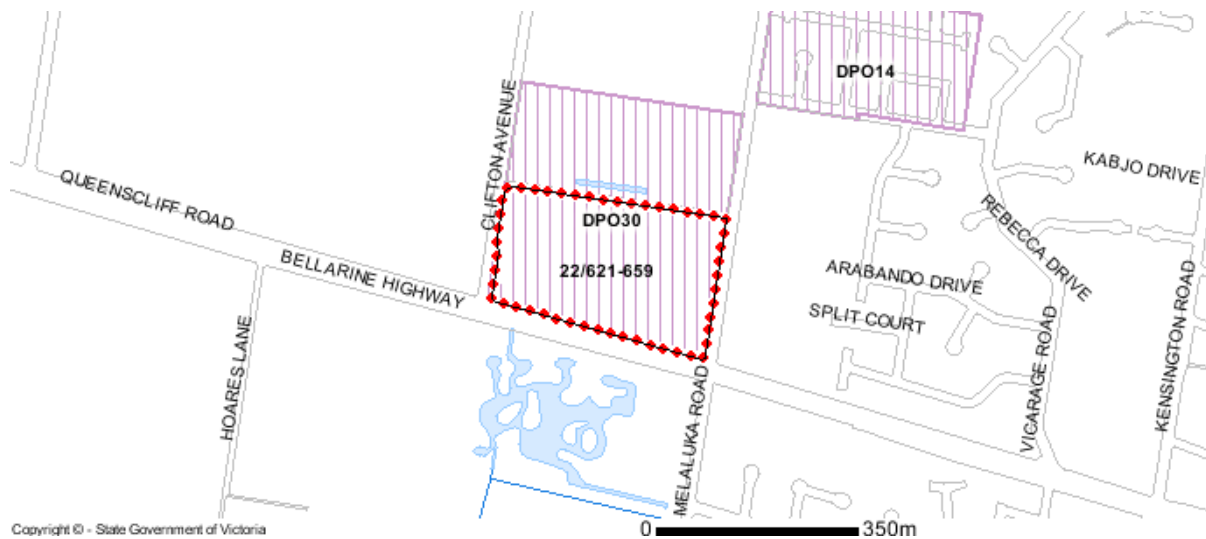 DPO14
CLIFTON AVENUE
KABJO DRIVE
QUEENSCLIFF ROAD
DPO30
REBECCA DRIVE
BELLARINE HIGHWAY
22/621-659
ARABANDO DRIVE
SPLIT COURT
HOARES LANE
MELALUKA ROAD
VICARAGE ROAD
KENSINGTON ROAD
Copyright © - State Government of Victoria
0 350m